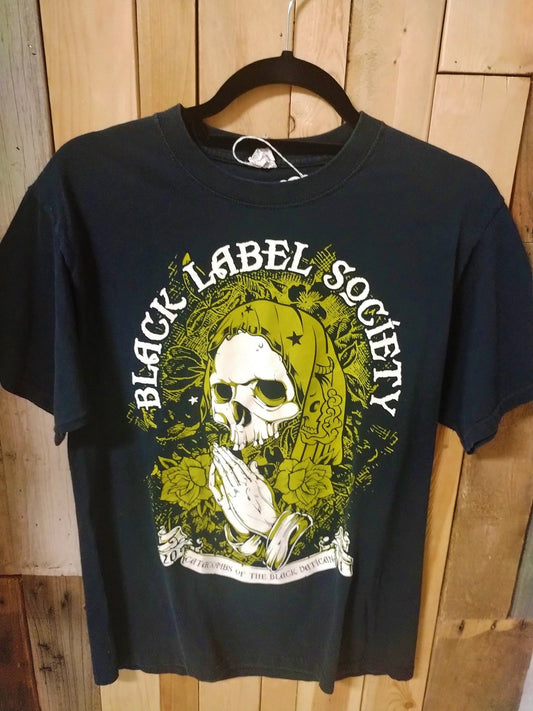 BLACK LABEL SOCIETY
CATACOMBS OF THE BLACK VATICAN